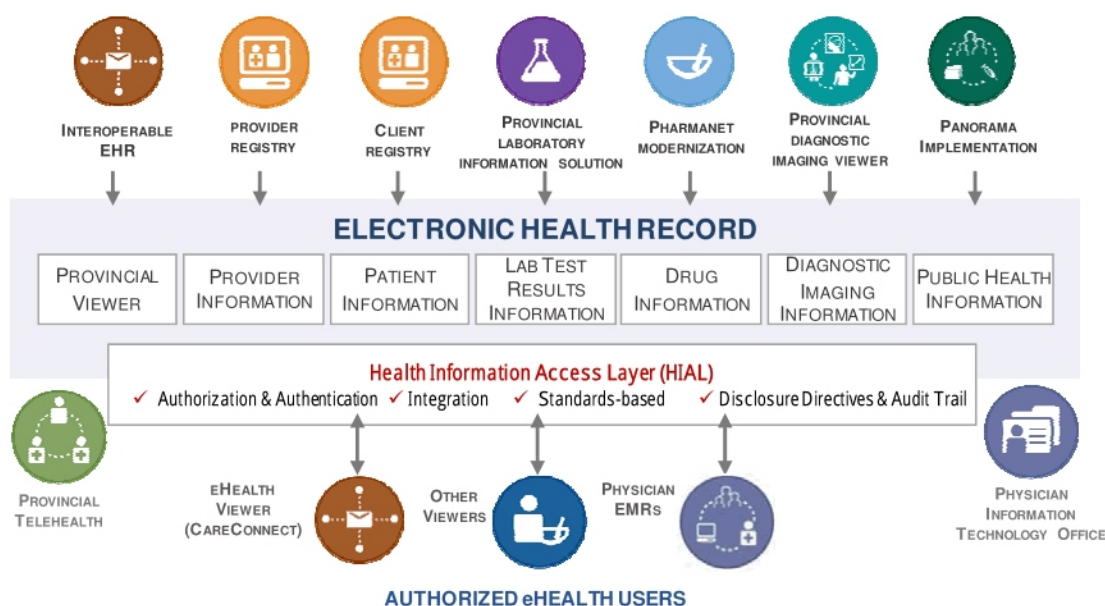 INTEROPERABLE
EHR
PROVIDER
REGISTRY
CLIENT
REGISTRY
PROVINCIAL
LABORATORY
INFORMATION SOLUTION
PHARMANET
MODERNIZATION
PROVINCIAL
DIAGNOSTIC
IMAGING VIEWER
PANORAMA
IMPLEMENTATION
ELECTRONIC HEALTH RECORD
PROVINCIAL
VIEWER
PROVIDER
INFORMATION
PATIENT
INFORMATION
LAB TEST
RESULTS
INFORMATION
DRUG
INFORMATION
DIAGNOSTIC
IMAGING
INFORMATION
PUBLIC HEALTH
INFORMATION
Health Information Access Layer (HIAL)
✓ Authorization & Authentication ✓ Integration ✓ Standards-based ✓ Disclosure Directives & Audit Trail
PROVINCIAL
TELEHEALTH
eHEALTH
VIEWER
(CARECONNECT)
OTHER
VIEWERS
PHYSICIAN
EMRs
PHYSICIAN
INFORMATION
TECHNOLOGY OFFICE
AUTHORIZED eHEALTH USERS